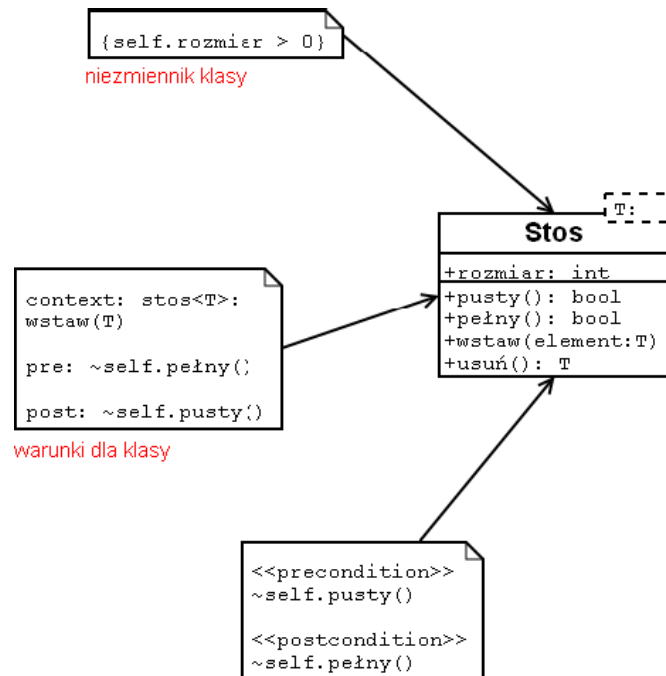 {self.rozmiar > 0}
niezmiennik klasy
T:
Stos
+rozmiar: int
+pusty(): bool
+pełny(): bool
+wstaw(element:T)
+usuń(): T
context: stos<T>:
wstaw(T)
pre: ~self.pełny()
post: ~self.pusty()
warunki dla klasy
<<precondition>>
~self.pusty()
<<postcondition>>
~self.pełny()